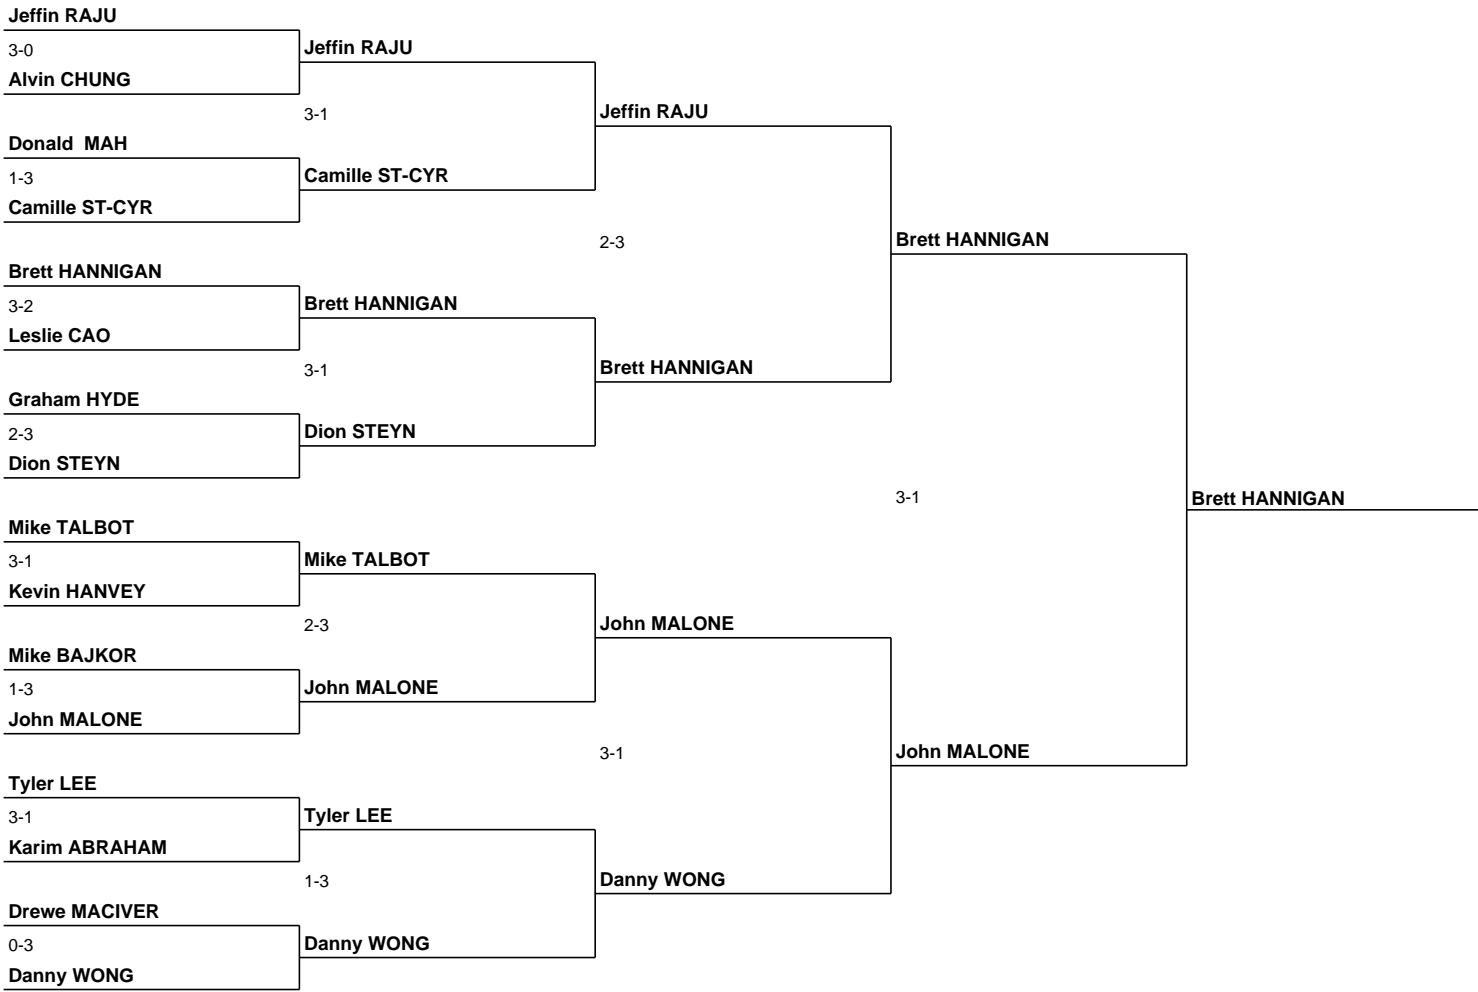 Jeffin RAJU
3-0
Alvin CHUNG
Donald  MAH
1-3
Camille ST-CYR
Brett HANNIGAN
3-2
Leslie CAO
Graham HYDE
2-3
Dion STEYN
Mike TALBOT
3-1
Kevin HANVEY
Mike BAJKOR
1-3
John MALONE
Tyler LEE
3-1
Karim ABRAHAM
Drewe MACIVER
0-3
Danny WONG
Jeffin RAJU
3-1
Camille ST-CYR
Brett HANNIGAN
3-1
Dion STEYN
Mike TALBOT
2-3
John MALONE
Tyler LEE
1-3
Danny WONG
Jeffin RAJU
2-3
Brett HANNIGAN
John MALONE
3-1
Danny WONG
Brett HANNIGAN
3-1
John MALONE
Brett HANNIGAN